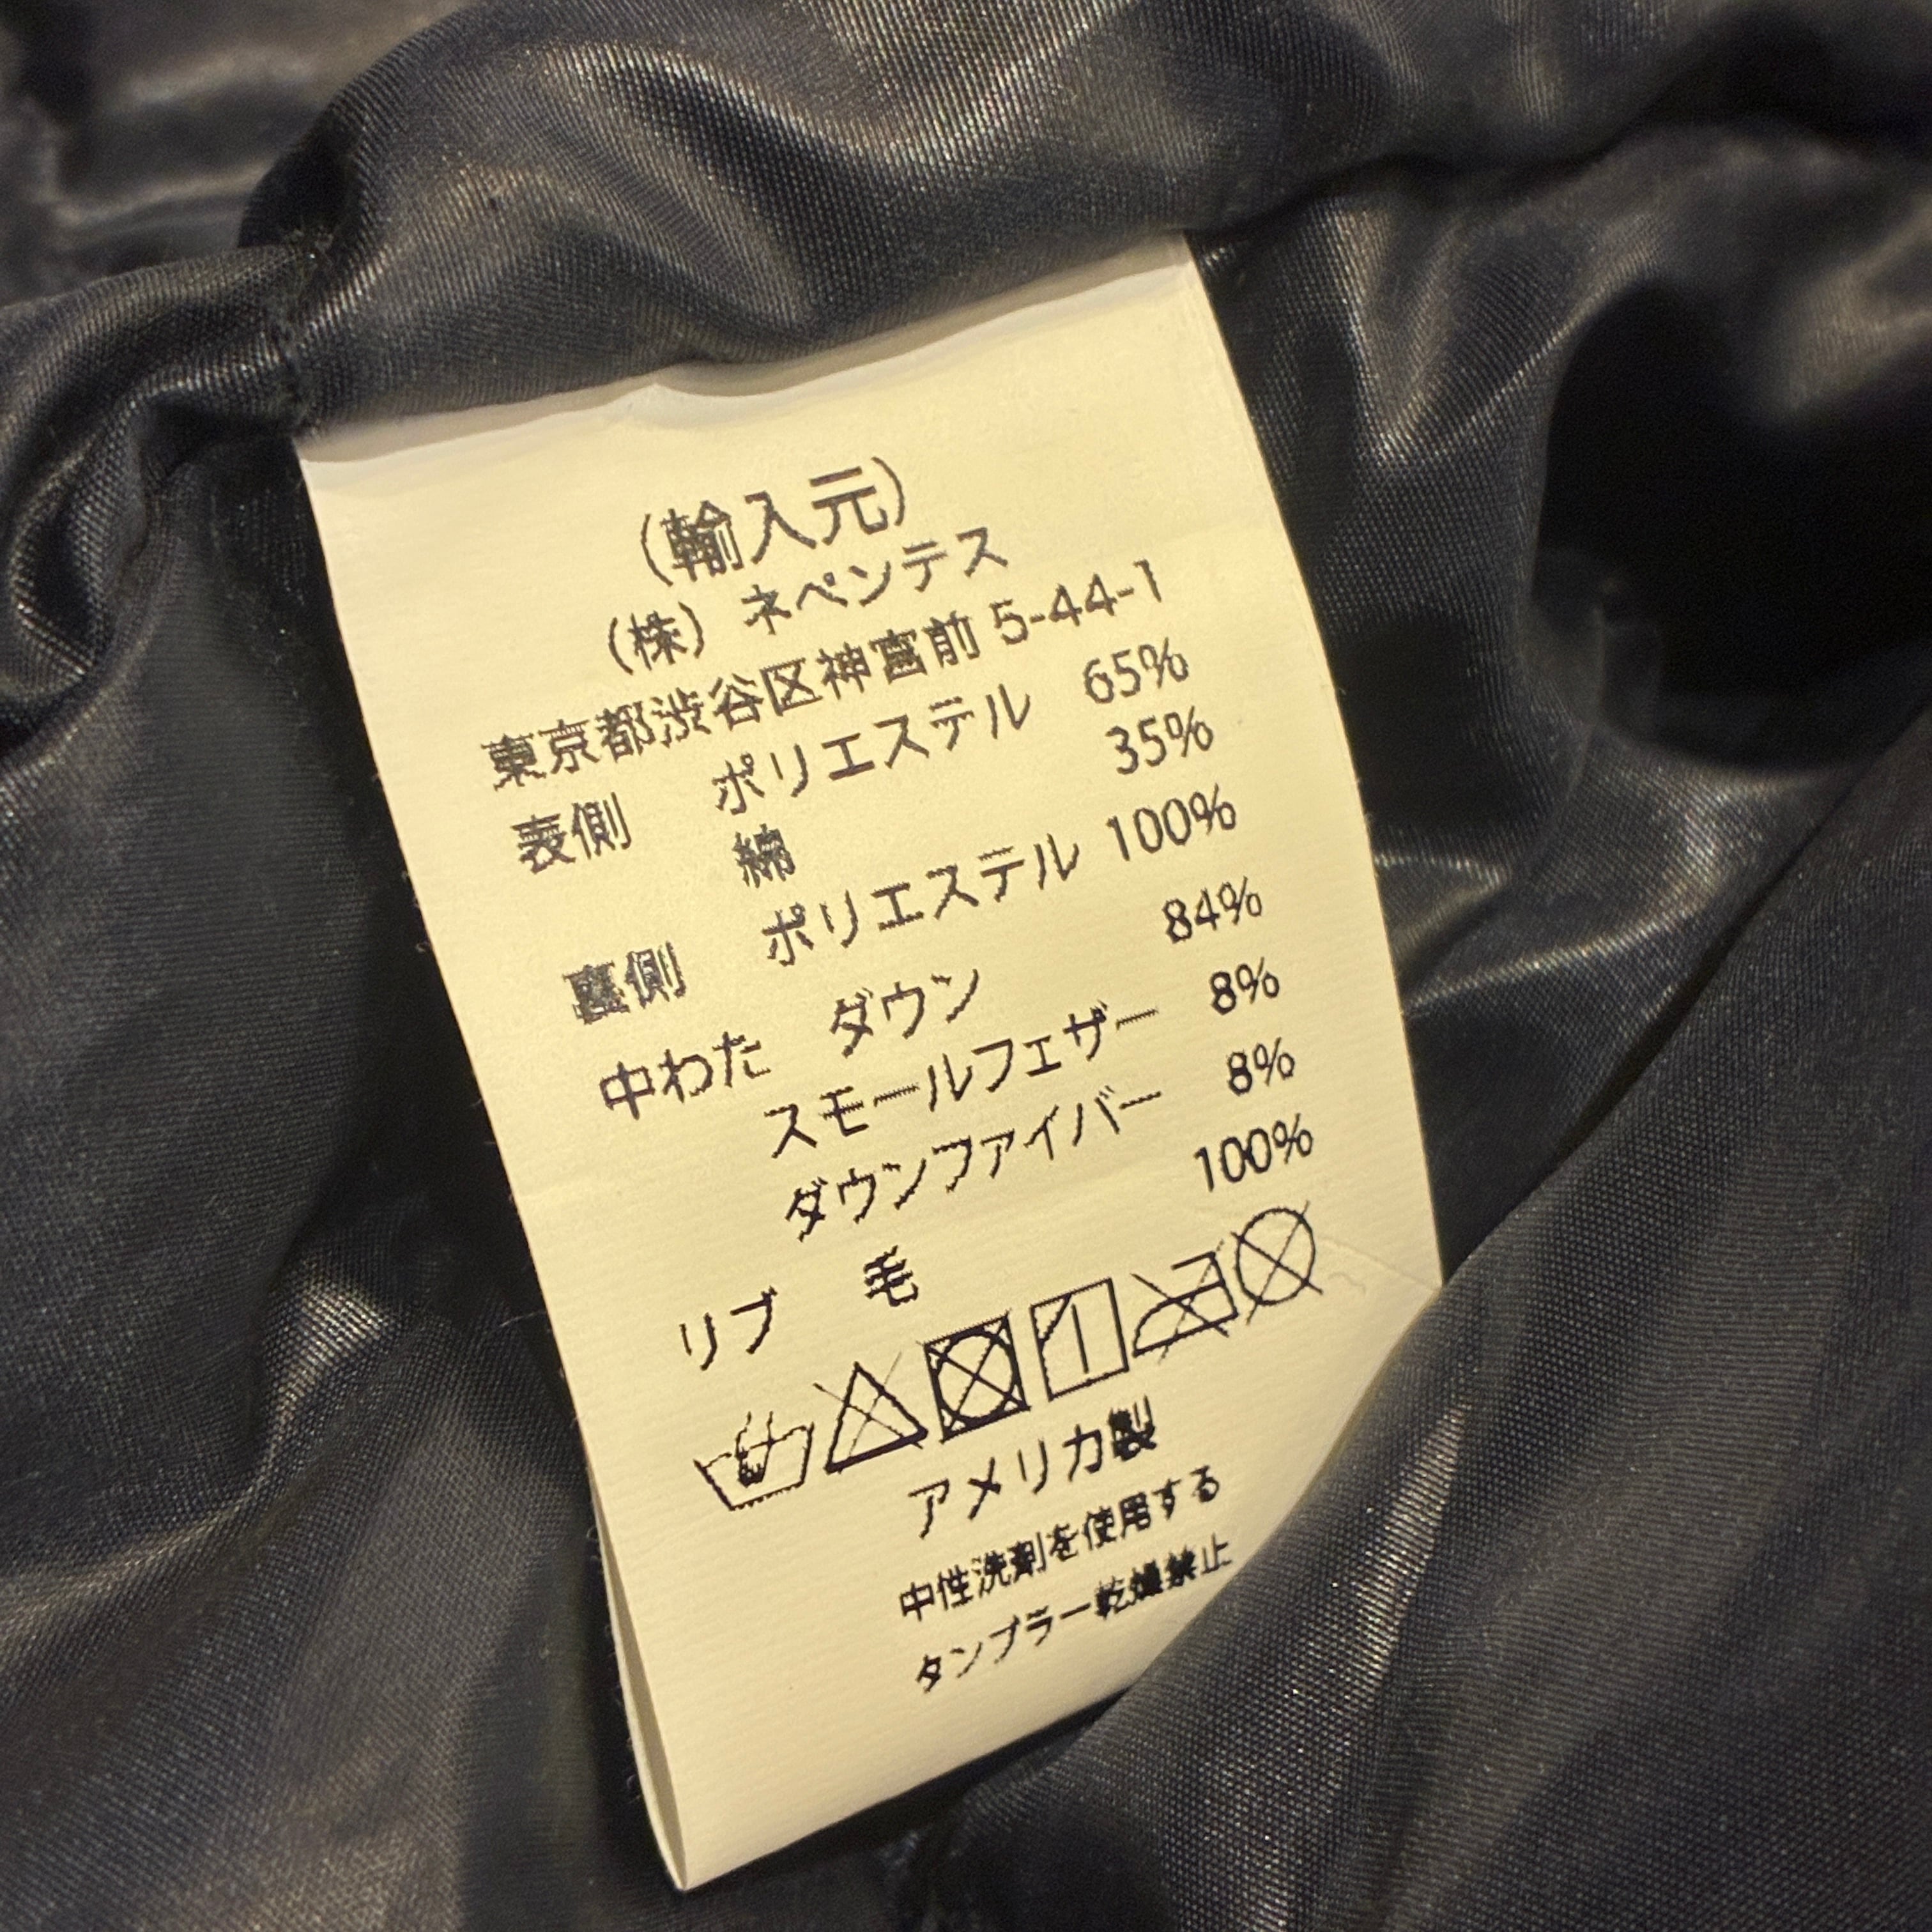 (輸入元)
(株) ネペンテス
東京都渋谷区神宮前 5-44-1
表側 ポリエステル 65%
綿 35%
裏側 ポリエステル 100%
中わた ダウン 84%
スモールフェザー 8%
ダウンファイバー 8%
リブ 毛 100%
アメリカ製
中性洗剤を使用する
タンブラー乾燥禁止